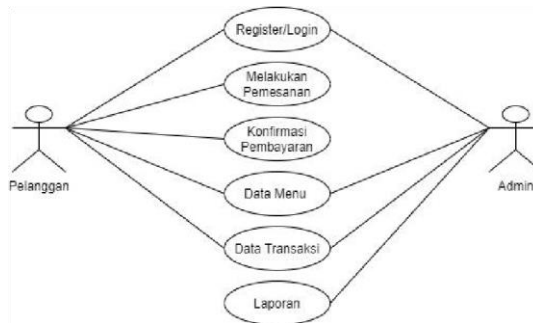 Register/Login
Melakukan
Pemesanan
Konfirmasi
Pembayaran
Pelanggan
Admin
Data Menu
Data Transaksi
Laporan